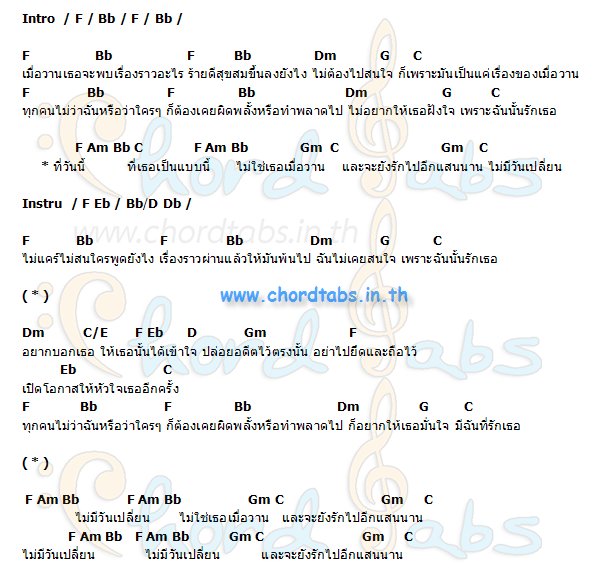 Intro / F / Bb / F / Bb /
F Bb F Bb Dm G C
เมื่อวานเธอจะพบเรื่องราวอะไร ร้ายดีสุขสมขึ้นลงยังไง ไม่ต้องไปสนใจ ก็เพราะมันเป็นแค่เรื่องของเมื่อวาน
F Bb F Bb Dm G C
ทุกคนไม่ว่าฉันหรือว่าใครๆ ก็ต้องเคยผิดพลั้งหรือทำพลาดไป ไม่อยากให้เธอฝังใจ เพราะฉันนั้นรักเธอ
F Am Bb C F Am Bb Gm C Gm C
* ที่วันนี้ ที่เธอเป็นแบบนี้ ไม่ใช่เธอเมื่อวาน และจะยังรักไปอีกแสนนาน ไม่มีวันเปลี่ยน
Instru / F Eb / Bb/D Db /
www.chordtabs.in.th
F Bb F Bb Dm G C
ไม่แคร์ไม่สนใครพูดยังไง เรื่องราวผ่านแล้วให้มันพ้นไป ฉันไม่เคยสนใจ เพราะฉันนั้นรักเธอ
( * )
www.chordtabs.in.th
Dm C/E F Eb D Gm F
อยากบอกเธอ ให้เธอนั้นได้เข้าใจ ปล่อยอดีตไว้ตรงนั้น อย่าไปยึดและถือไว้
Eb C
เปิดโอกาสให้หัวใจเธออีกครั้ง
F Bb F Bb Dm G C
ทุกคนไม่ว่าฉันหรือว่าใครๆ ก็ต้องเคยผิดพลั้งหรือทำพลาดไป ก็อยากให้เธอมั่นใจ มีฉันที่รักเธอ
( * )
F Am Bb F Am Bb Gm C Gm C
ไม่มีวันเปลี่ยน ไม่ใช่เธอเมื่อวาน และจะยังรักไปอีกแสนนาน
F Am Bb F Am Bb Gm C Gm C
ไม่มีวันเปลี่ยน ไม่มีวันเปลี่ยน และจะยังรักไปอีกแสนนาน